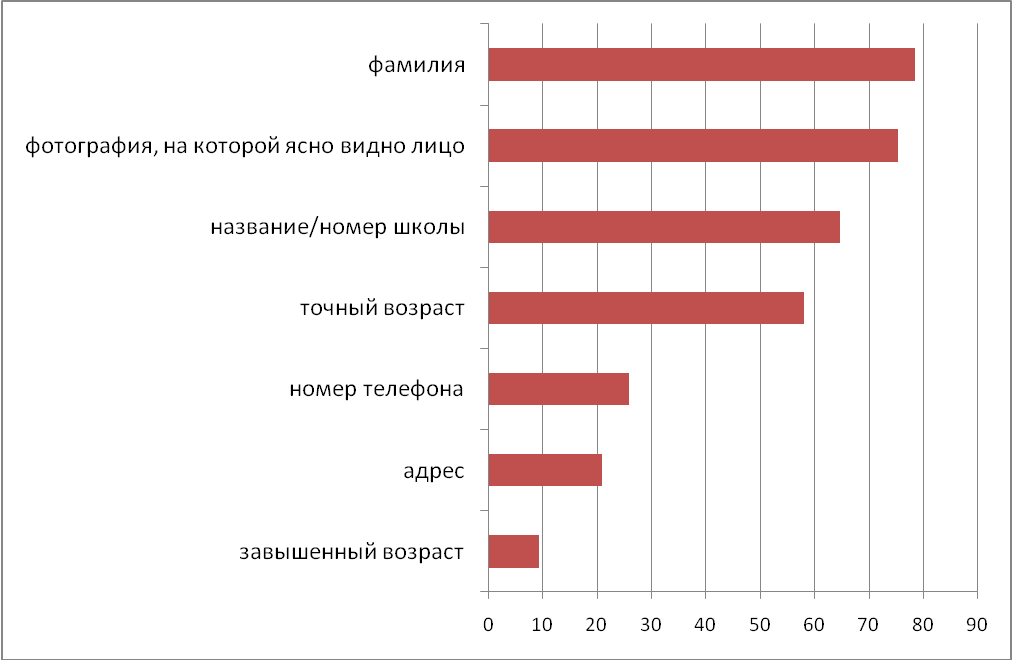 фамилия
фотография, на которой ясно видно лицо
название/номер школы
точный возраст
номер телефона
адрес
завышенный возраст
0 10 20 30 40 50 60 70 80 90